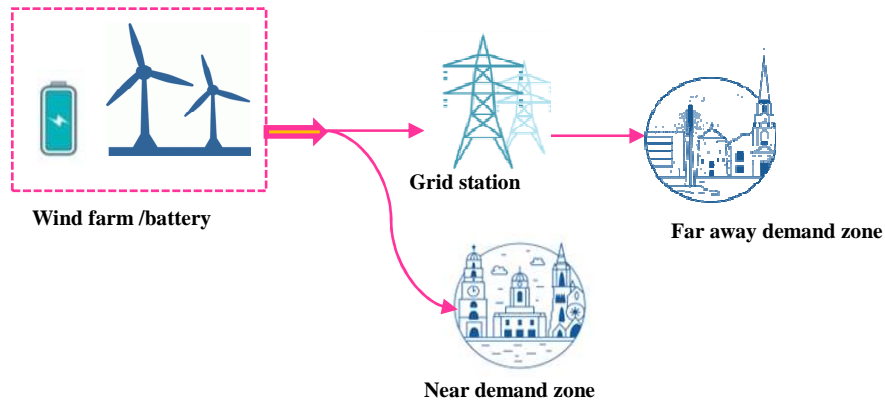 Grid station
Wind farm /battery
Far away demand zone
Near demand zone